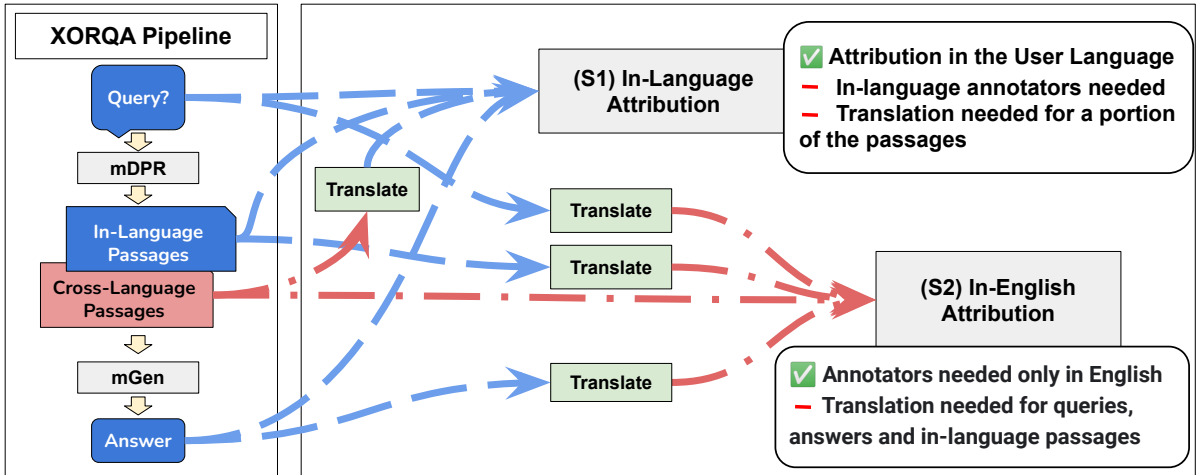 XORQA Pipeline
Query?
mDPR
In-Language
Passages
Cross-Language
Passages
mGen
Answer
Translate
(S1) In-Language
Attribution
✅ Attribution in the User Language
– In-language annotators needed
– Translation needed for a portion
of the passages
Translate
Translate
Translate
(S2) In-English
Attribution
✅ Annotators needed only in English
– Translation needed for queries,
answers and in-language passages